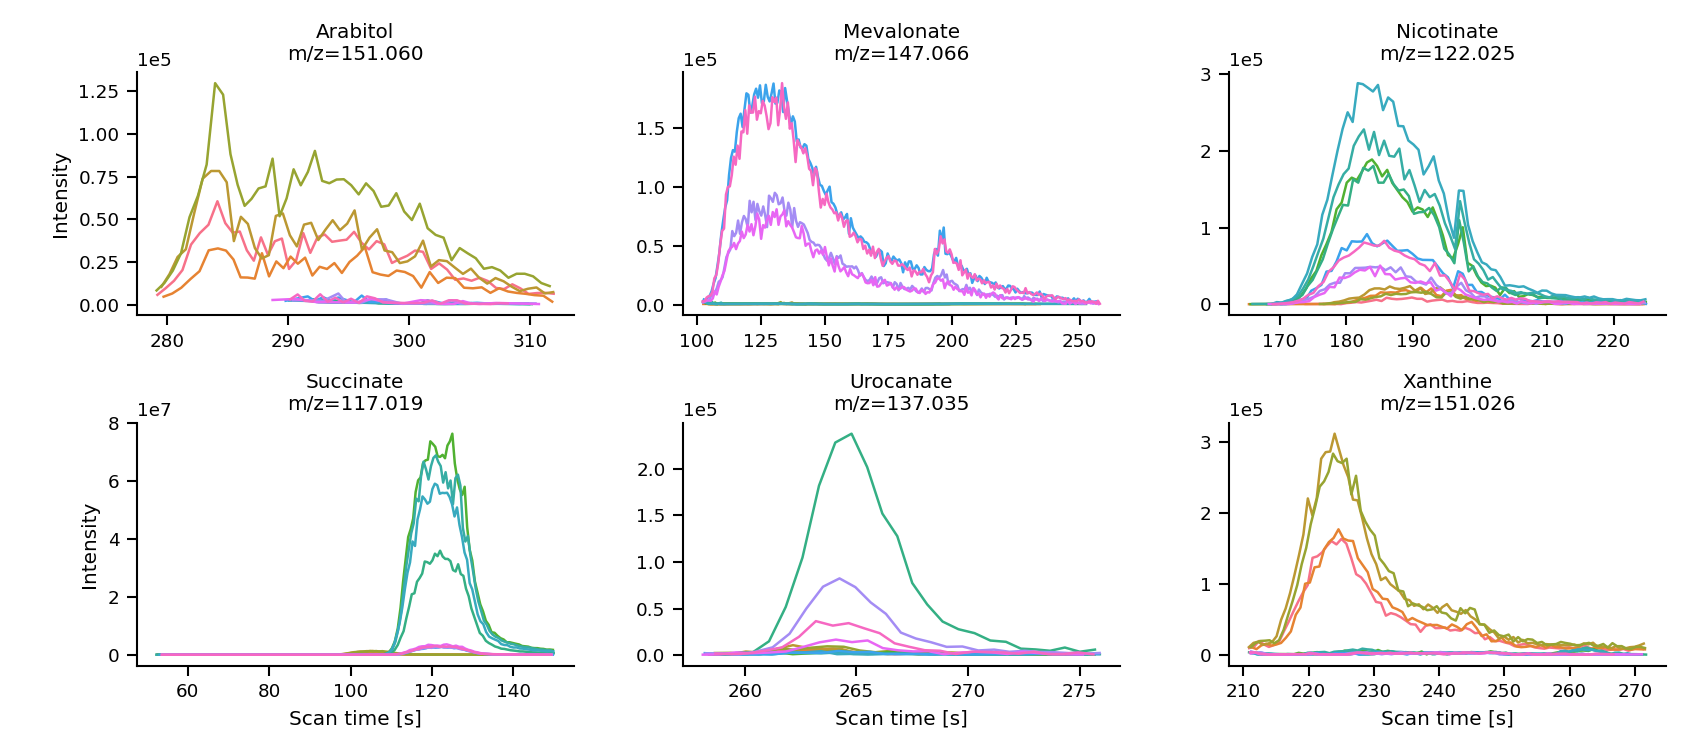 Arabitol
m/z=151.060
1e5
Intensity
1.25
1.00
0.75
0.50
0.25
0.00
280 290 300 310
Mevalonate
m/z=147.066
1e5
1.5
1.0
0.5
0.0
100 125 150 175 200 225 250
Nicotinate
m/z=122.025
1e5
3
2
1
0
170 180 190 200 210 220
Succinate
m/z=117.019
1e7
Intensity
8
6
4
2
0
60 80 100 120 140
Scan time [s]
Urocanate
m/z=137.035
1e5
2.0
1.5
1.0
0.5
0.0
260 265 270 275
Scan time [s]
Xanthine
m/z=151.026
1e5
3
2
1
0
210 220 230 240 250 260 270
Scan time [s]